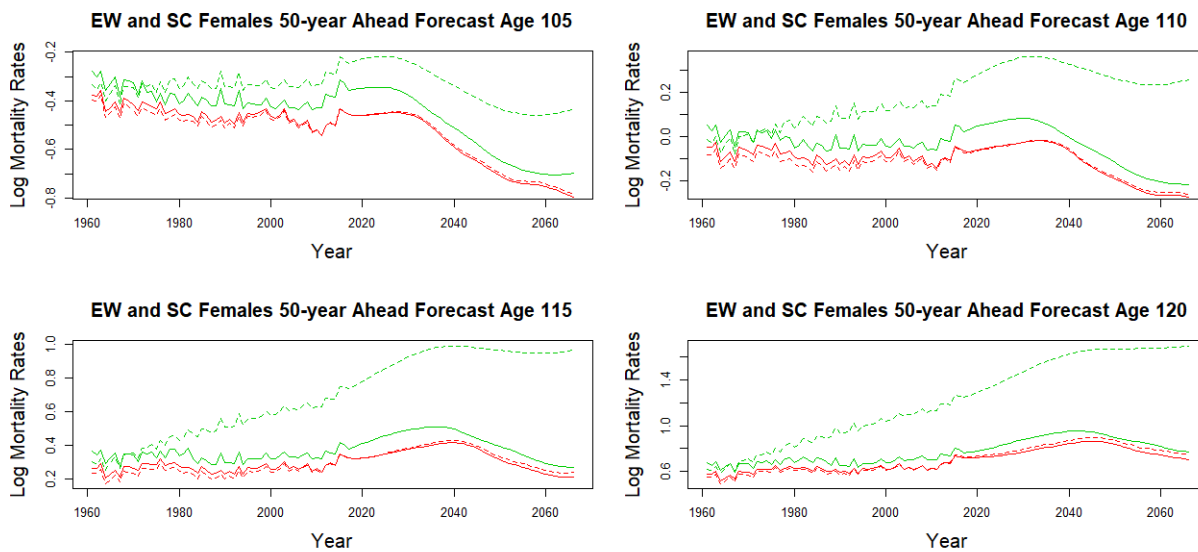 EW and SC Females 50-year Ahead Forecast Age 105
Log Mortality Rates
-0.2
-0.4
-0.6
-0.8
1960 1980 2000 2020 2040 2060
Year
EW and SC Females 50-year Ahead Forecast Age 110
Log Mortality Rates
0.2
0.0
-0.2
1960 1980 2000 2020 2040 2060
Year
EW and SC Females 50-year Ahead Forecast Age 115
Log Mortality Rates
1.0
0.8
0.6
0.4
0.2
1960 1980 2000 2020 2040 2060
Year
EW and SC Females 50-year Ahead Forecast Age 120
Log Mortality Rates
1.4
1.0
0.6
1960 1980 2000 2020 2040 2060
Year